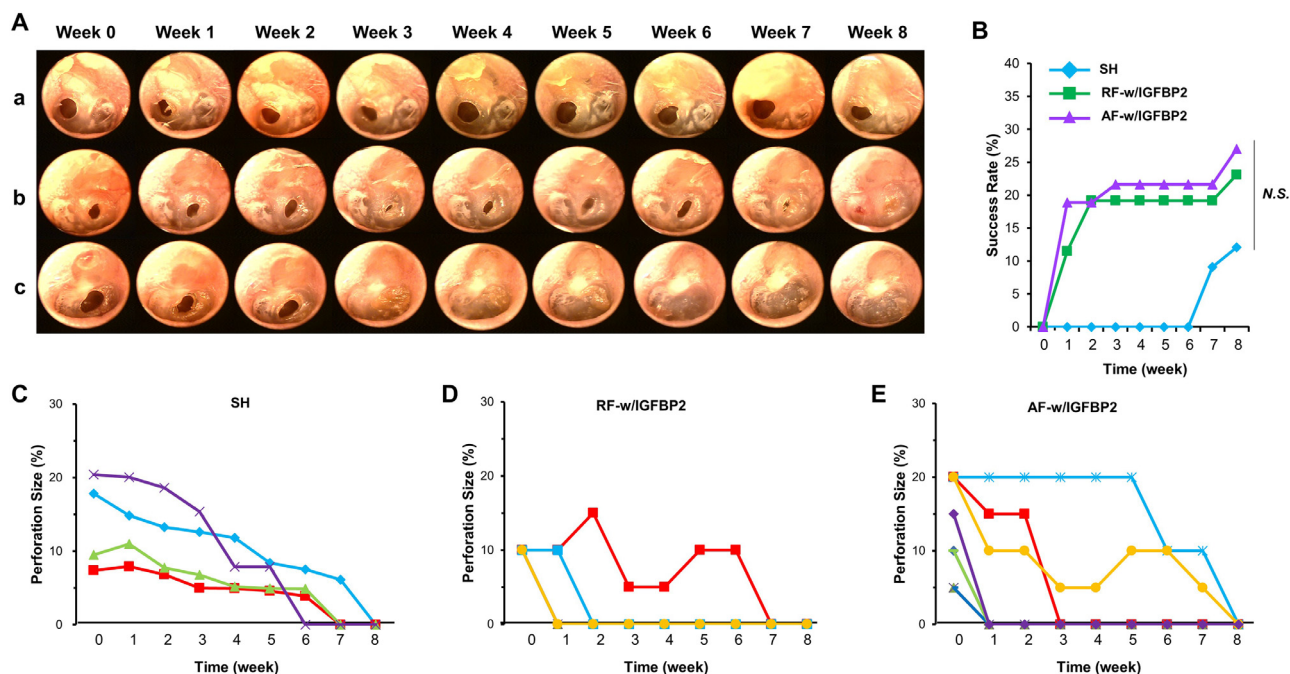 A
Week 0 Week 1 Week 2 Week 3 Week 4 Week 5 Week 6 Week 7 Week 8
a
b
c
B
SH
RF-w/IGFBP2
AF-w/IGFBP2
Success Rate (%)
40
35
30
25
20
15
10
5
0
0 1 2 3 4 5 6 7 8
Time (week)
N.S.
C
SH
Perforation Size (%)
30
20
10
0
0 1 2 3 4 5 6 7 8
Time (week)
D
RF-w/IGFBP2
Perforation Size (%)
30
20
10
0
0 1 2 3 4 5 6 7 8
Time (week)
E
AF-w/IGFBP2
Perforation Size (%)
30
20
10
0
0 1 2 3 4 5 6 7 8
Time (week)